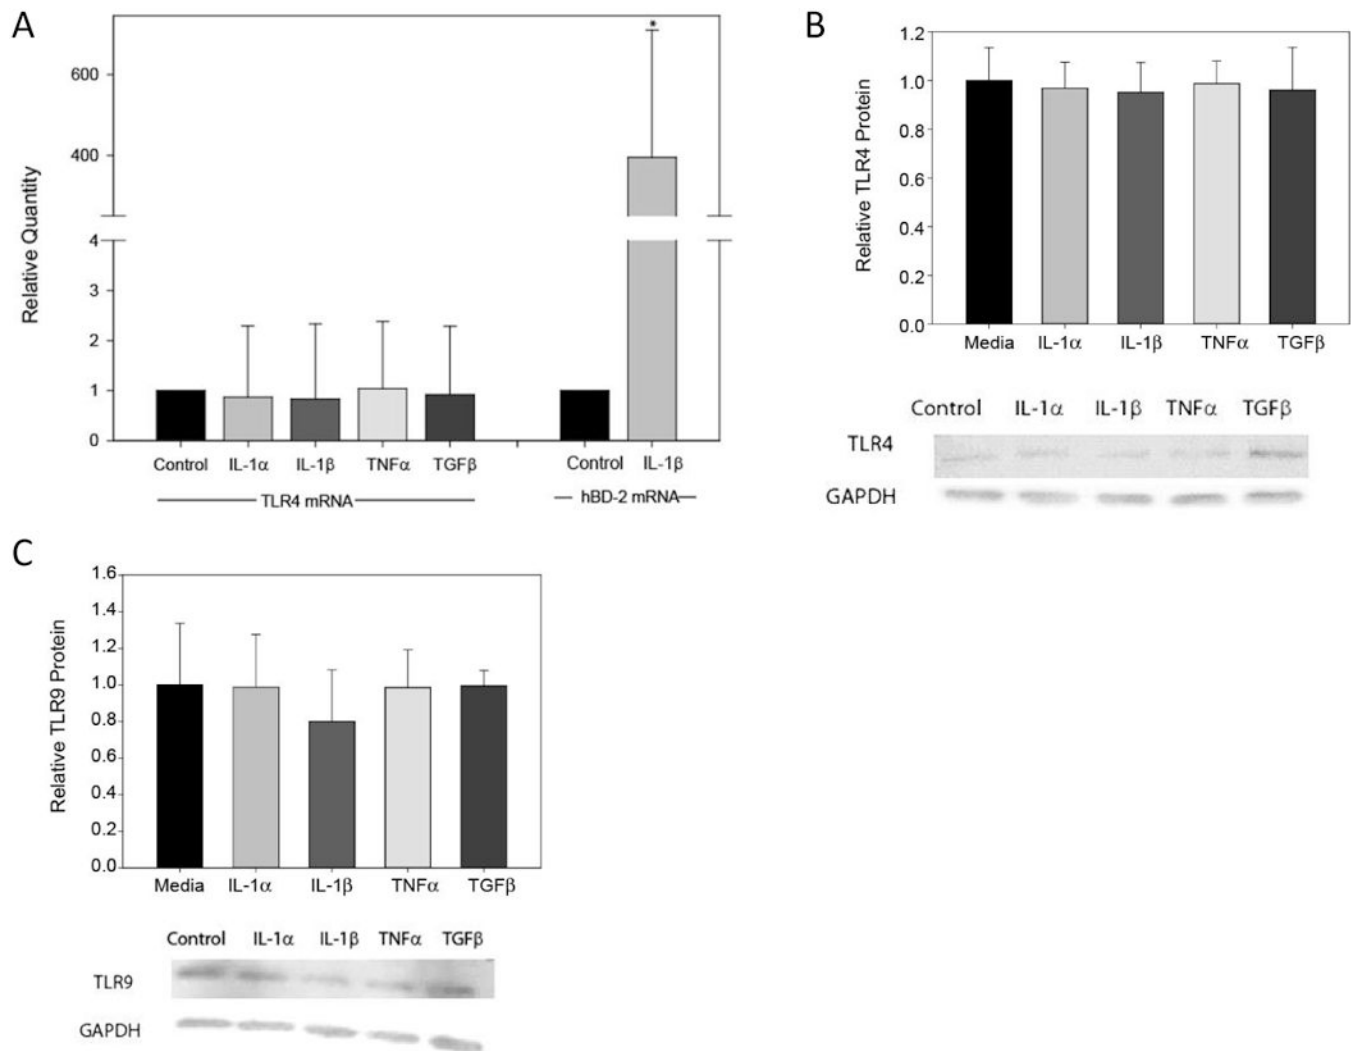 A
Relative Quantity
600
400
4
3
2
1
0
*
Control IL-1α IL-1β TNFα TGFβ Control IL-1β
TLR4 mRNA hBD-2 mRNA
B
Relative TLR4 Protein
1.2
1.0
0.8
0.6
0.4
0.2
0.0
Media IL-1α IL-1β TNFα TGFβ
Control IL-1α IL-1β TNFα TGFβ
TLR4
GAPDH
C
Relative TLR9 Protein
1.6
1.4
1.2
1.0
0.8
0.6
0.4
0.2
0.0
Media IL-1α IL-1β TNFα TGFβ
Control IL-1α IL-1β TNFα TGFβ
TLR9
GAPDH